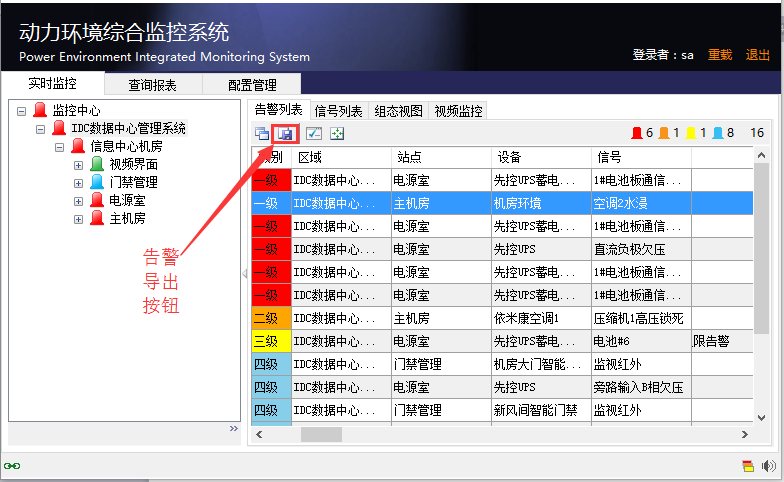 动力环境综合监控系统
Power Environment Integrated Monitoring System
登录者：sa 重载 退出
实时监控 查询报表 配置管理
监控中心
IDC数据中心管理系统
信息中心机房
视频界面
门禁管理
电源室
主机房
告警
导出
按钮
告警列表 信号列表 组态视图 视频监控
6 1 1 8 16
别 区域 站点 设备 信号
一级 IDC数据中心... 电源室 先控UPS蓄电... 1#电池板通信...
一级 IDC数据中心... 主机房 机房环境 空调2水浸
一级 IDC数据中心... 电源室 先控UPS蓄电... 1#电池板通信...
一级 IDC数据中心... 电源室 先控UPS 直流负极欠压
一级 IDC数据中心... 电源室 先控UPS蓄电... 1#电池板通信...
一级 IDC数据中心... 电源室 先控UPS蓄电... 1#电池板通信...
二级 IDC数据中心... 主机房 依米康空调1 压缩机1高压锁死
三级 IDC数据中心... 电源室 先控UPS蓄电... 电池#6 限告警
四级 IDC数据中心... 门禁管理 机房大门智能... 监视红外
四级 IDC数据中心... 电源室 先控UPS 旁路输入B相欠压
四级 IDC数据中心... 门禁管理 新风间智能门禁 监视红外